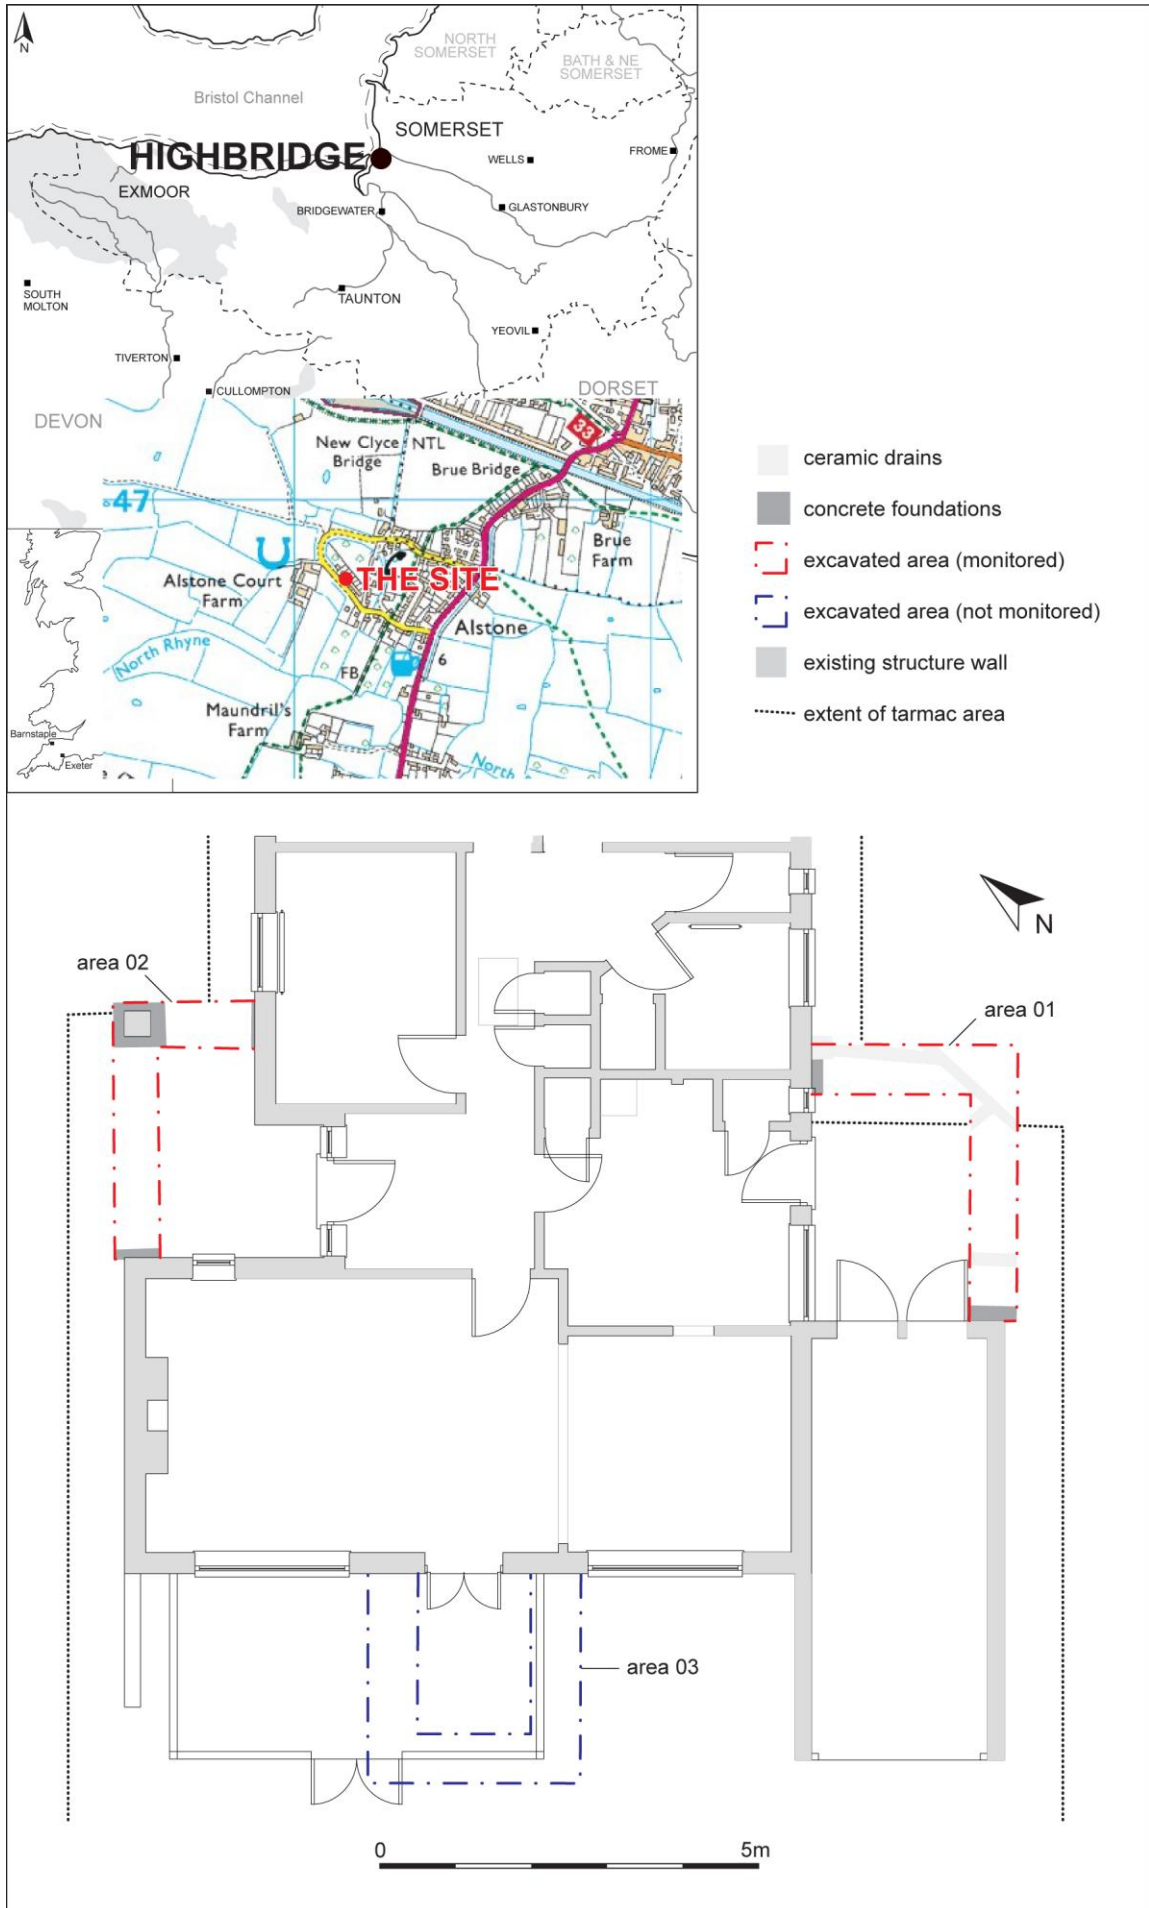 N
NORTH
SOMERSET
BATH & NE
SOMERSET
Bristol Channel
SOMERSET
HIGHBRIDGE
WELLS
FROME
EXMOOR
BRIDGEWATER
GLASTONBURY
SOUTH
MOLTON
TAUNTON
YEOVIL
TIVERTON
CULLOMPTON
DORSET
DEVON
33
New Clyce
Bridge
NTL
Brue Bridge
47
Brue
Farm
Alstone Court
Farm
THE SITE
Alstone
North Rhyne
FB
6
Maundril's
Farm
North
Barnstaple
Exeter
ceramic drains
concrete foundations
excavated area (monitored)
excavated area (not monitored)
existing structure wall
extent of tarmac area
N
area 02
area 01
area 03
0
5m